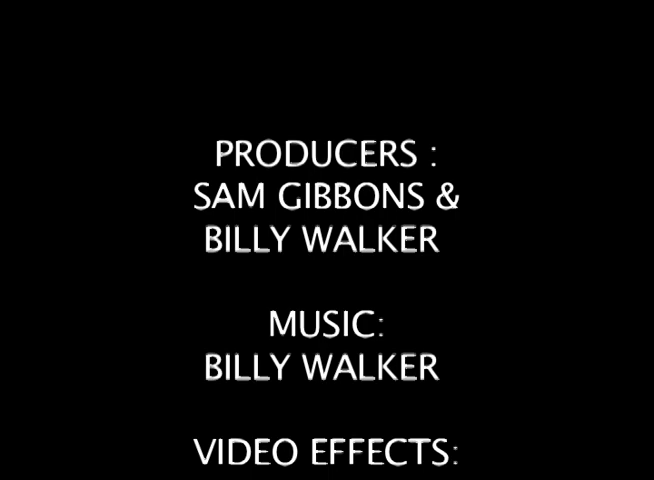 PRODUCERS :
SAM GIBBONS &
BILLY WALKER
MUSIC:
BILLY WALKER
VIDEO EFFECTS: